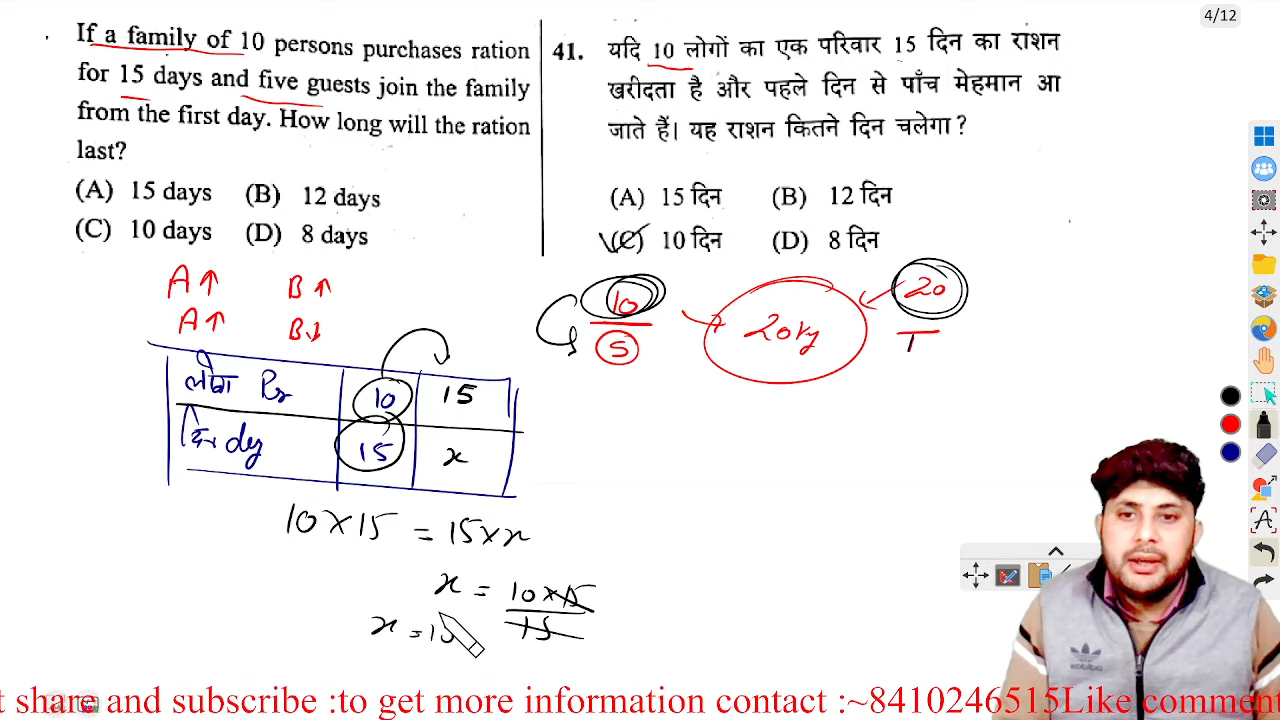 4/12
If a family of 10 persons purchases ration
for 15 days and five guests join the family
from the first day. How long will the ration
last?
(A) 15 days (B) 12 days
(C) 10 days (D) 8 days
41. यदि 10 लोगों का एक परिवार 15 दिन का राशन
खरीदता है और पहले दिन से पाँच मेहमान आ
जाते हैं। यह राशन कितने दिन चलेगा?
(A) 15 दिन (B) 12 दिन
(C) 10 दिन (D) 8 दिन
A↑ B↑
A↑ B↓
10
5
20kg
20
10 15
15 x
10×15 = 15×x
x = 10×15
15
x =
adidas
t share and subscribe :to get more information contact :~8410246515Like comment